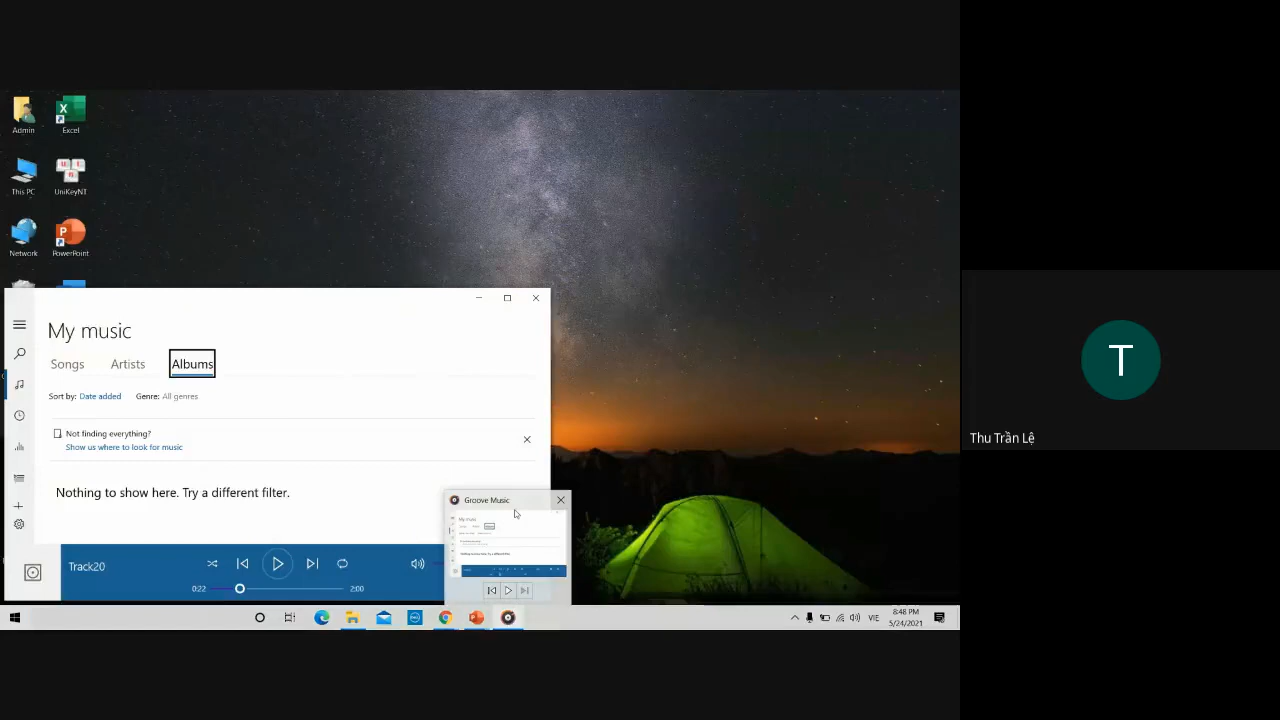 Admin
Excel
This PC
UniKeyNT
Network
PowerPoint
My music
Songs
Artists
Albums
Sort by: Date added
Genre: All genres
Not finding everything?
Show us where to look for music
Nothing to show here. Try a different filter.
Groove Music
Track20
0:22
2:00
VIE
8:48 PM
5/24/2021
T
Thu Trần Lệ